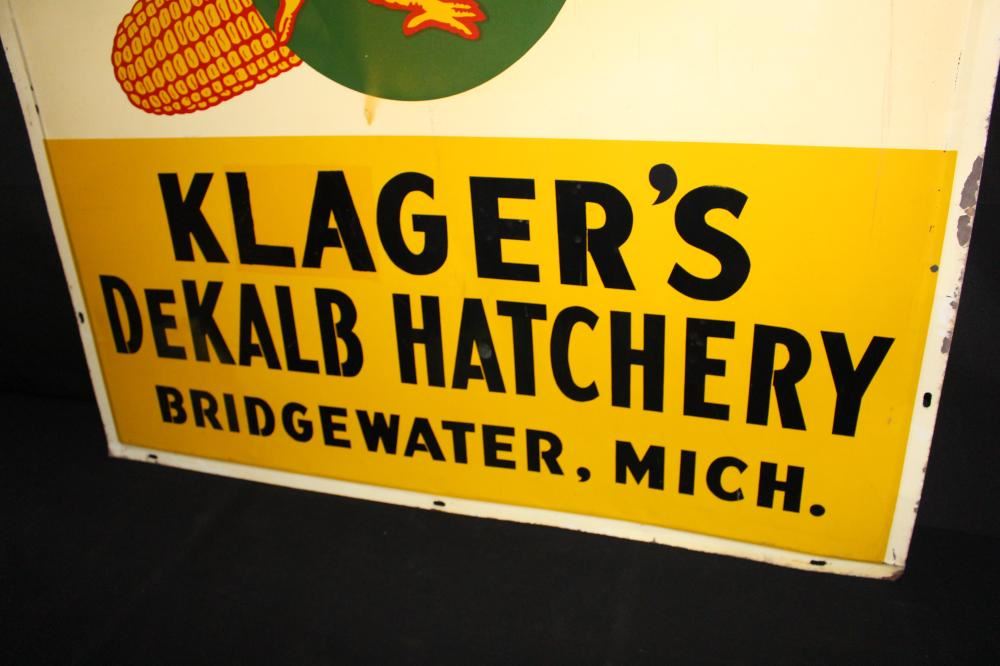 KLAGER'S
DEKALB HATCHERY
BRIDGEWATER, MICH.